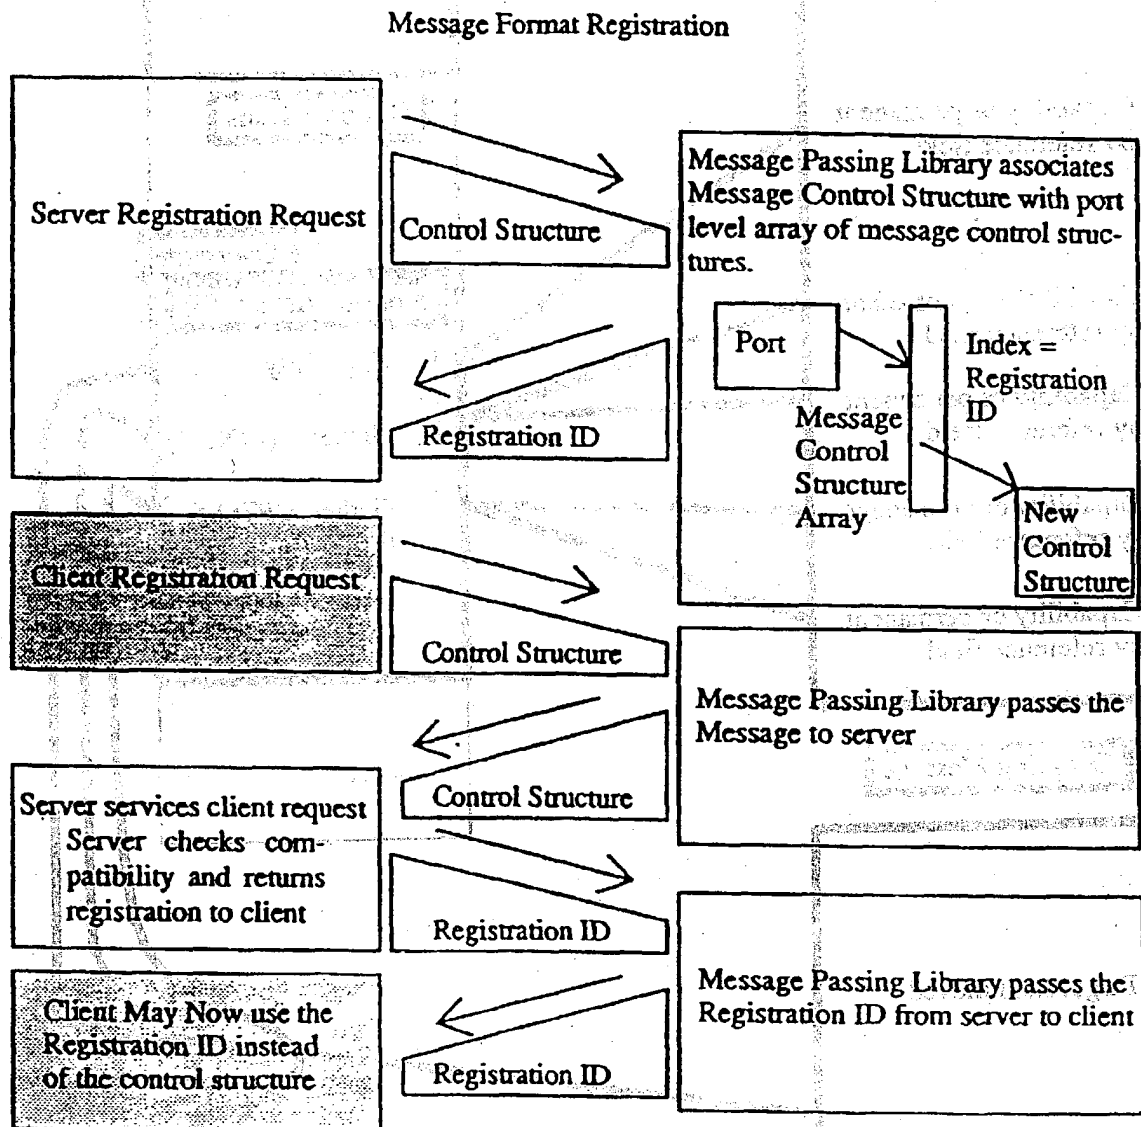 Message Format Registration
Server Registration Request
Control Structure
Message Passing Library associates
Message Control Structure with port
level array of message control struc-
tures.
Port
Index =
Registration
ID
Message
Control
Structure
Array
New
Control
Structure
Registration ID
Client Registration Request
Control Structure
Message Passing Library passes the
Message to server
Control Structure
Server services client request
Server checks com-
patibility and returns
registration to client
Registration ID
Message Passing Library passes the
Registration ID from server to client
Registration ID
Client May Now use the
Registration ID instead
of the control structure